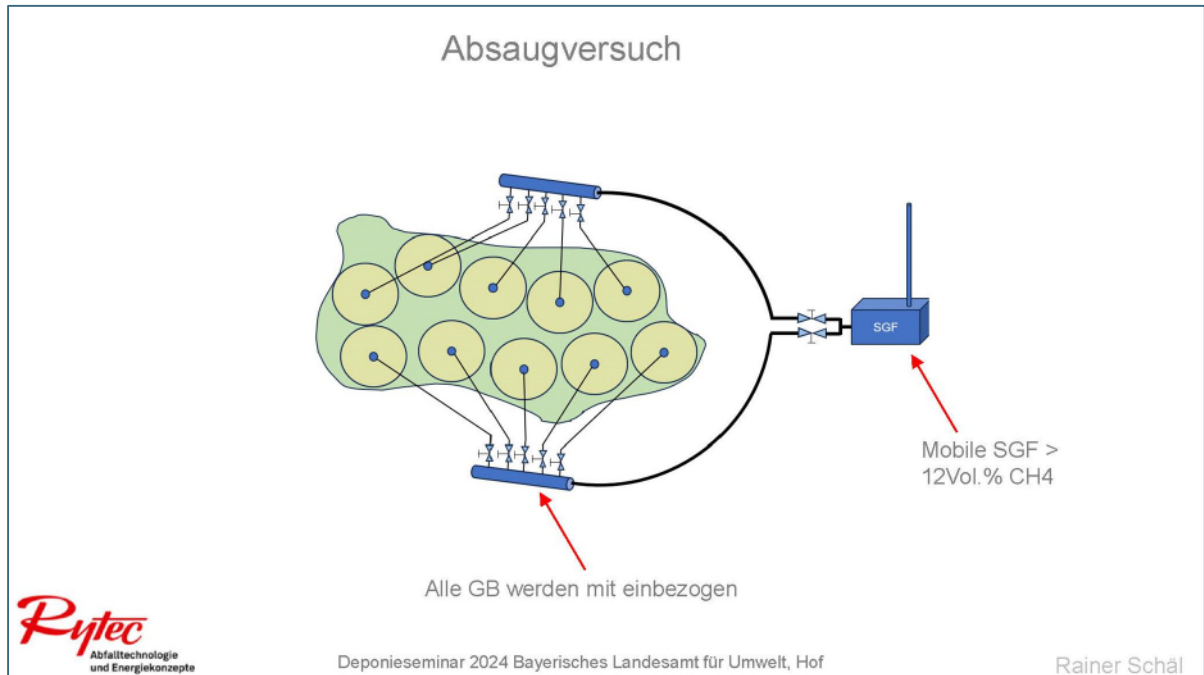 Absaugversuch
SGF
Mobile SGF >
12Vol.% CH4
Alle GB werden mit einbezogen
Rytec
Abfalltechnologie
und Energiekonzepte
Deponieseminar 2024 Bayerisches Landesamt für Umwelt, Hof
Rainer Schäl